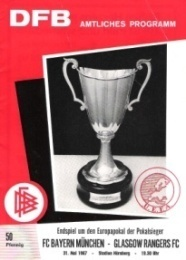 DFB
AMTLICHES PROGRAMM
DFB
50
Pfennig
Endspiel um den Europapokal der Pokalsieger
FC BAYERN MÜNCHEN - GLASGOW RANGERS FC
31. Mai 1967 - Stadion Nürnberg - 19.30 Uhr